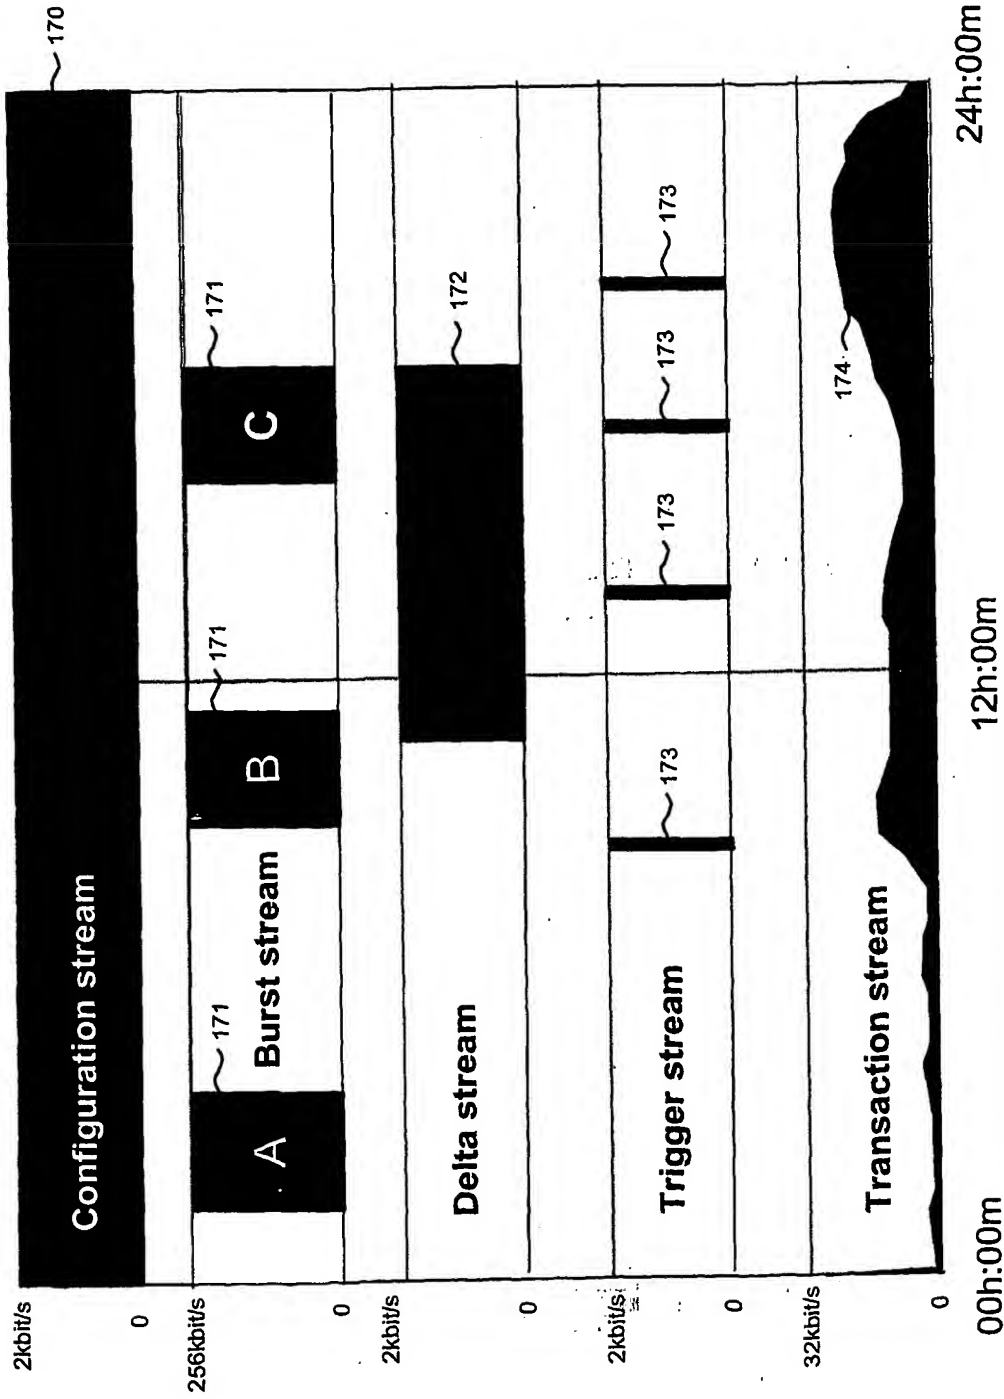 170
2kbit/s
Configuration stream
0
256kbit/s
171
171
171
A
Burst stream
B
C
0
2kbit/s
172
Delta stream
0
2kbit/s
173
173
173
173
Trigger stream
0
32kbit/s
174
Transaction stream
0
00h:00m
12h:00m
24h:00m